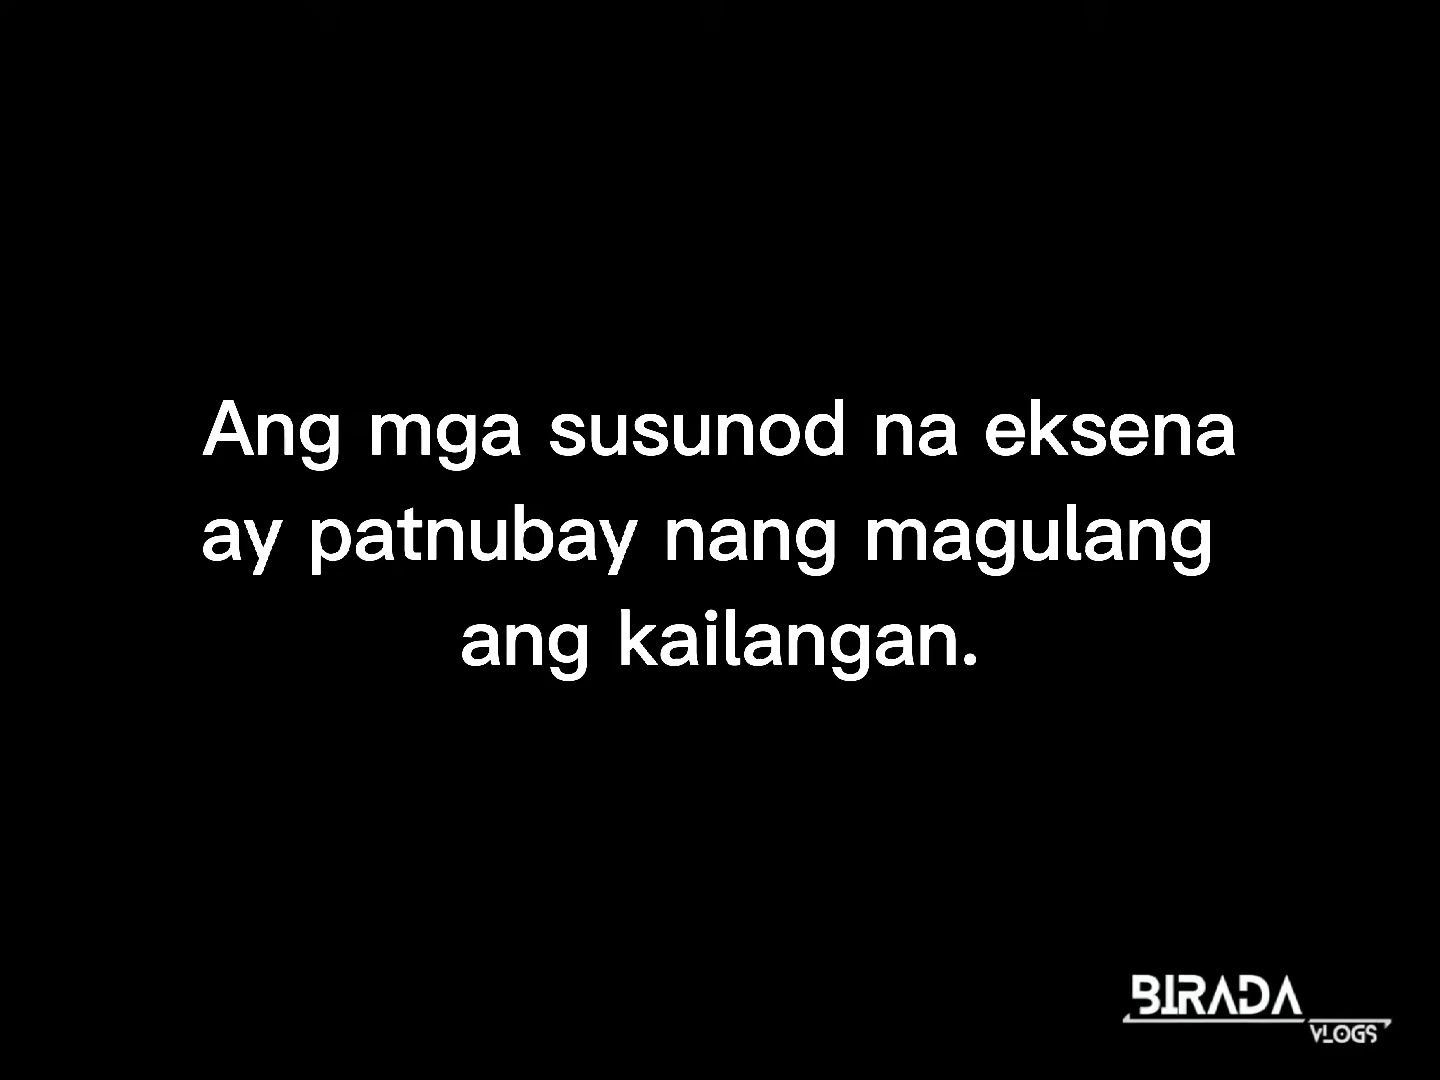 Ang mga susunod na eksena
ay patnubay nang magulang
ang kailangan.
BIRADA
VLOGS